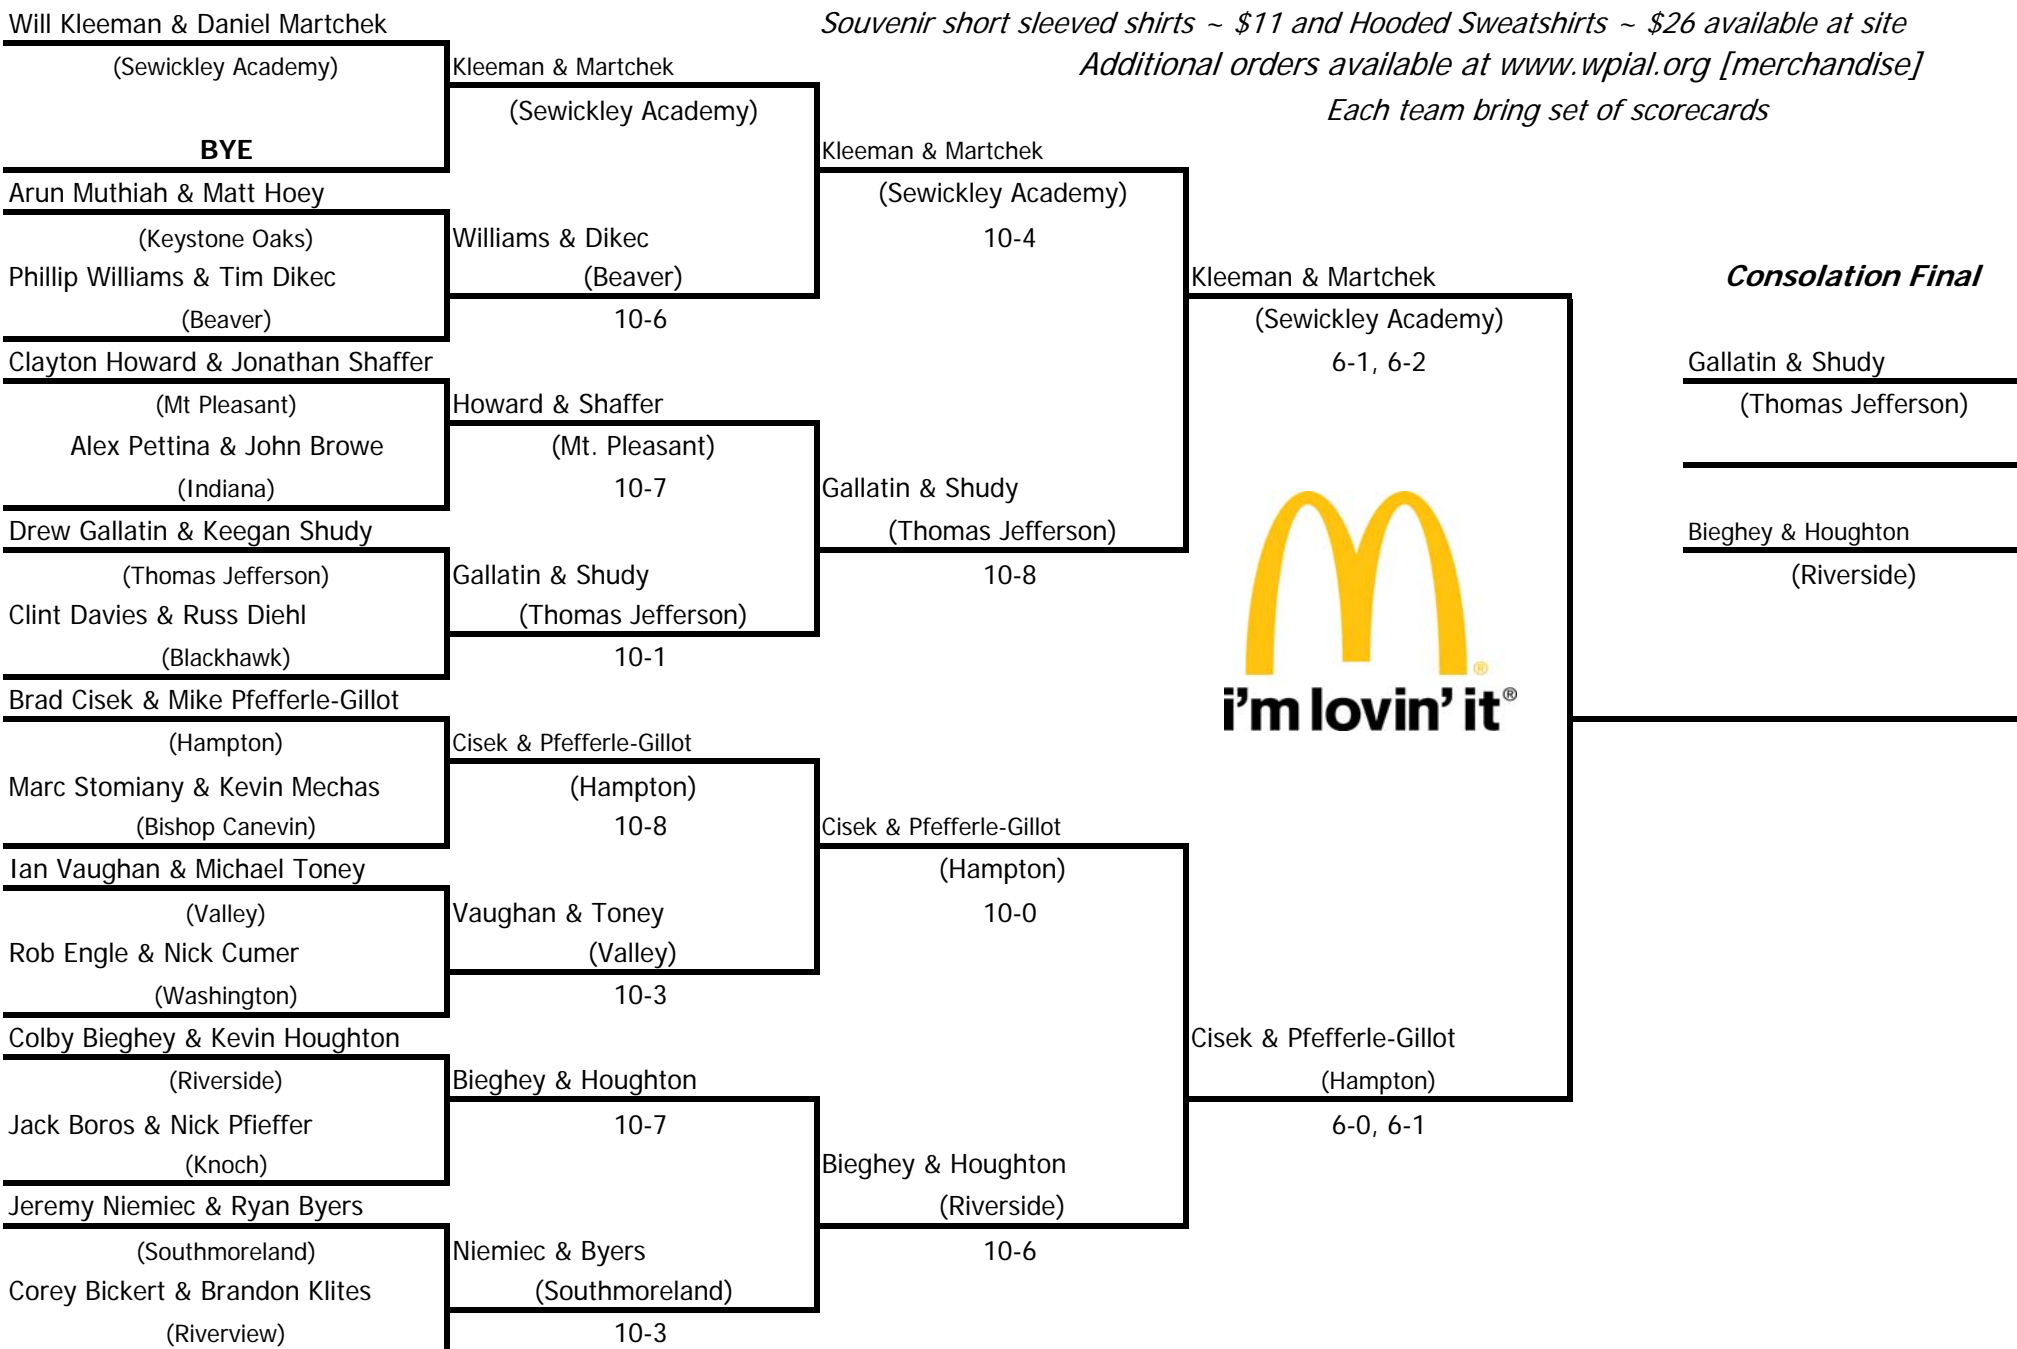 Will Kleeman & Daniel Martchek
Souvenir short sleeved shirts ~ $11 and Hooded Sweatshirts ~ $26 available at site
(Sewickley Academy)
Kleeman & Martchek
Additional orders available at www.wpial.org [merchandise]
(Sewickley Academy)
Each team bring set of scorecards
BYE
Kleeman & Martchek
Arun Muthiah & Matt Hoey
(Sewickley Academy)
(Keystone Oaks)
Williams & Dikec
10-4
Phillip Williams & Tim Dikec
(Beaver)
Kleeman & Martchek
Consolation Final
(Beaver)
10-6
(Sewickley Academy)
Clayton Howard & Jonathan Shaffer
6-1, 6-2
Gallatin & Shudy
(Mt Pleasant)
Howard & Shaffer
(Thomas Jefferson)
Alex Pettina & John Browe
(Mt. Pleasant)
(Indiana)
10-7
Gallatin & Shudy
Drew Gallatin & Keegan Shudy
(Thomas Jefferson)
Bieghey & Houghton
(Thomas Jefferson)
Gallatin & Shudy
10-8
(Riverside)
Clint Davies & Russ Diehl
(Thomas Jefferson)
(Blackhawk)
10-1
®
Brad Cisek & Mike Pfefferle-Gillot
i'm lovin' it®
(Hampton)
Cisek & Pfefferle-Gillot
Marc Stomiany & Kevin Mechas
(Hampton)
(Bishop Canevin)
10-8
Cisek & Pfefferle-Gillot
Ian Vaughan & Michael Toney
(Hampton)
(Valley)
Vaughan & Toney
10-0
Rob Engle & Nick Cumer
(Valley)
(Washington)
10-3
Colby Bieghey & Kevin Houghton
Cisek & Pfefferle-Gillot
(Riverside)
Bieghey & Houghton
(Hampton)
Jack Boros & Nick Pfieffer
10-7
6-0, 6-1
(Knoch)
Bieghey & Houghton
Jeremy Niemiec & Ryan Byers
(Riverside)
(Southmoreland)
Niemiec & Byers
10-6
Corey Bickert & Brandon Klites
(Southmoreland)
(Riverview)
10-3